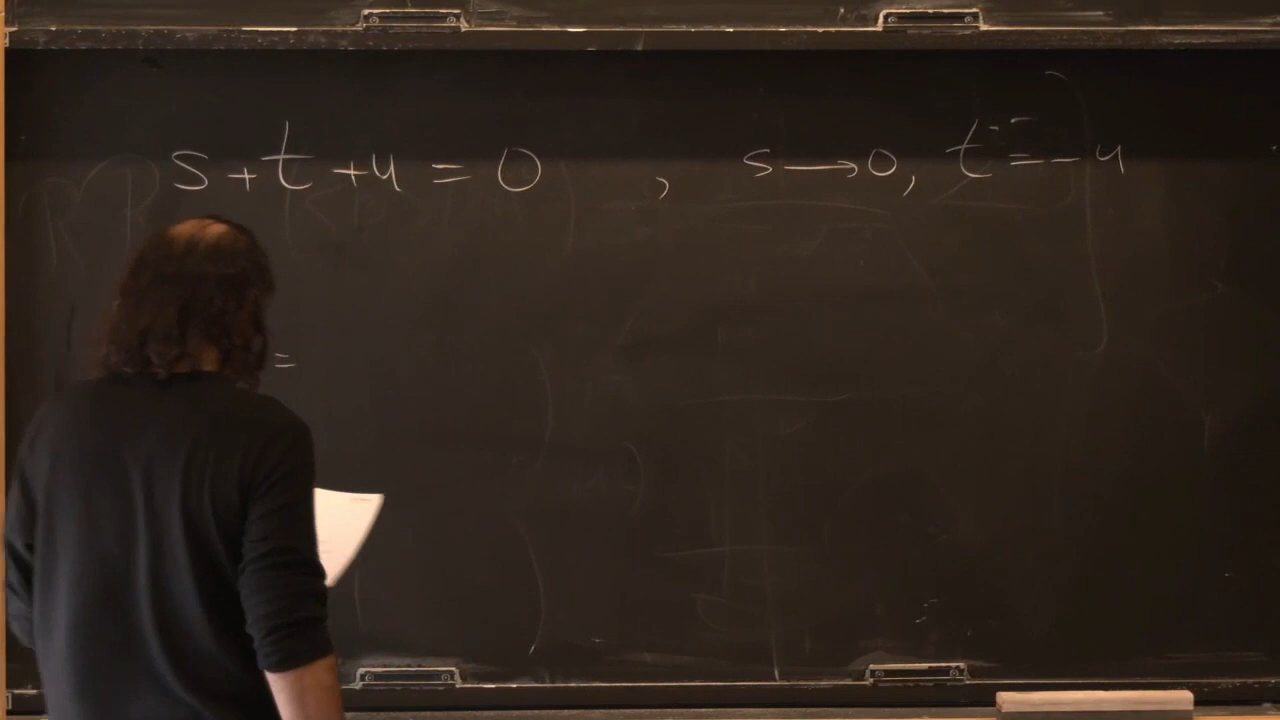 s + t + u = 0 , s → 0, t = - u
=